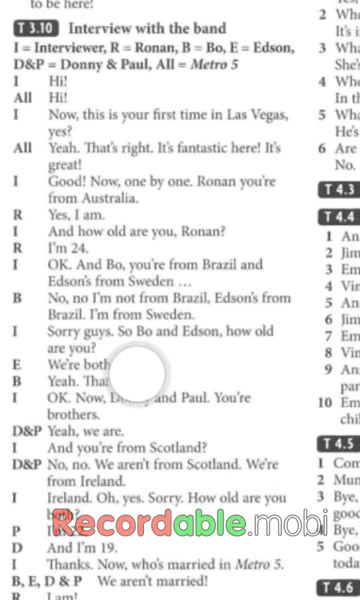 to be here!
T 3.10 Interview with the band
I = Interviewer, R = Ronan, B = Bo, E = Edson,
D&P = Donny & Paul, All = Metro 5
I Hi!
All Hi!
I Now, this is your first time in Las Vegas,
yes?
All Yeah. That's right. It's fantastic here! It's
great!
I Good! Now, one by one. Ronan you're
from Australia.
R Yes, I am.
I And how old are you, Ronan?
R I'm 24.
I OK. And Bo, you're from Brazil and
Edson's from Sweden ...
B No, no I'm not from Brazil, Edson's from
Brazil. I'm from Sweden.
I Sorry guys. So Bo and Edson, how old
are you?
E We're both
B Yeah.
I OK. Now, and Paul. You're
brothers.
D&P Yeah, we are.
I And you're from Scotland?
D&P No, no. We aren't from Scotland. We're
from Ireland.
I Ireland. Oh, yes. Sorry. How old are you
both?
Recordable.mobi
P I'm
D And I'm 19.
I Thanks. Now, who's married in Metro 5.
B, E, D & P We aren't married!
R I am!
2
It's i
3
She'
4
In th
5
He's
6 Are
No.
T 4.3
T 4.4
1 An
2 Jim
3 Em
4 Vin
5 An
6 Jim
7 Em
8 Vin
9 An
par
10 Em
chil
T 4.5
1 Com
2 Mun
3 Bye,
good
4 Bye,
5 Goo
toda
T 4.6